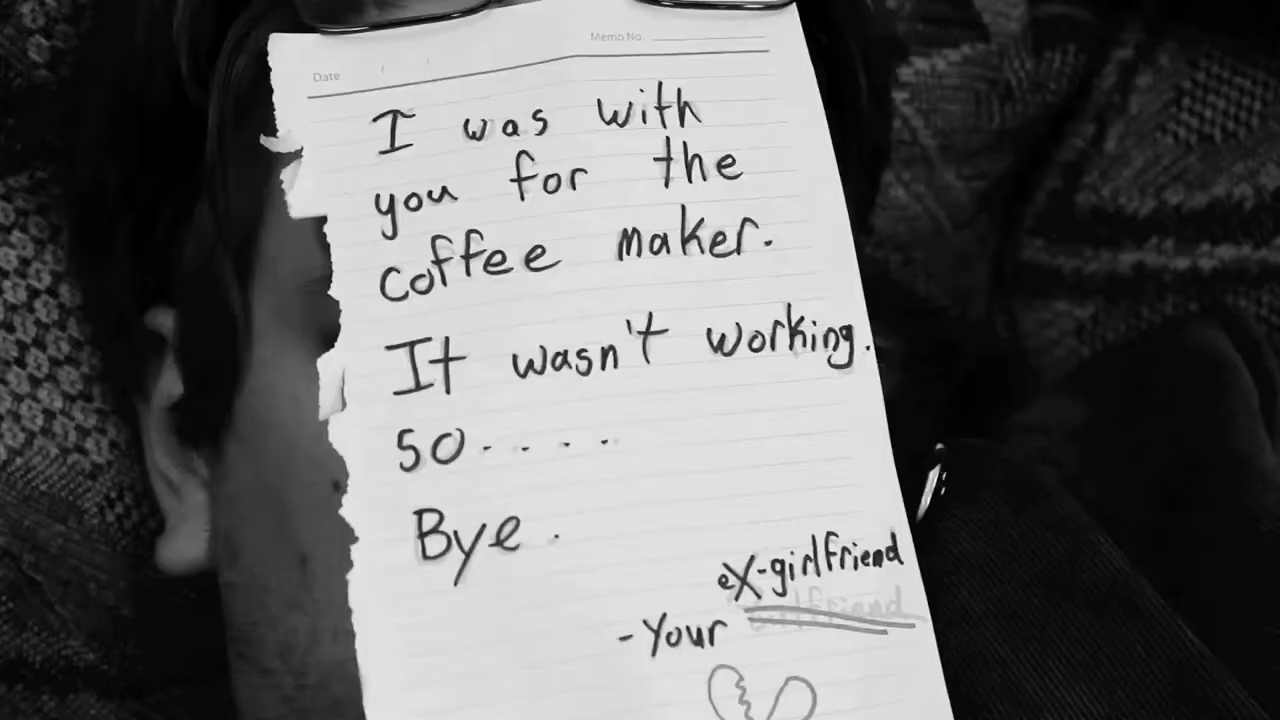 Memo No.
Date
I was with
you for the
coffee maker.
It wasn't working.
so....
Bye.
ex-girlfriend
-Your girlfriend